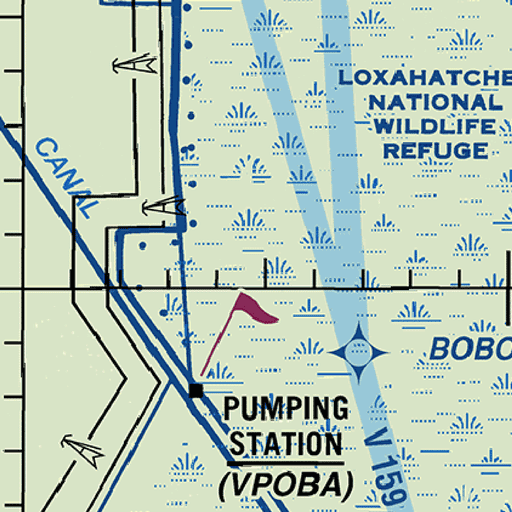 LOXAHATCHE
NATIONAL
WILDLIFE
REFUGE
CANAL
BOBO
PUMPING
STATION
(VPOBA)
V 159